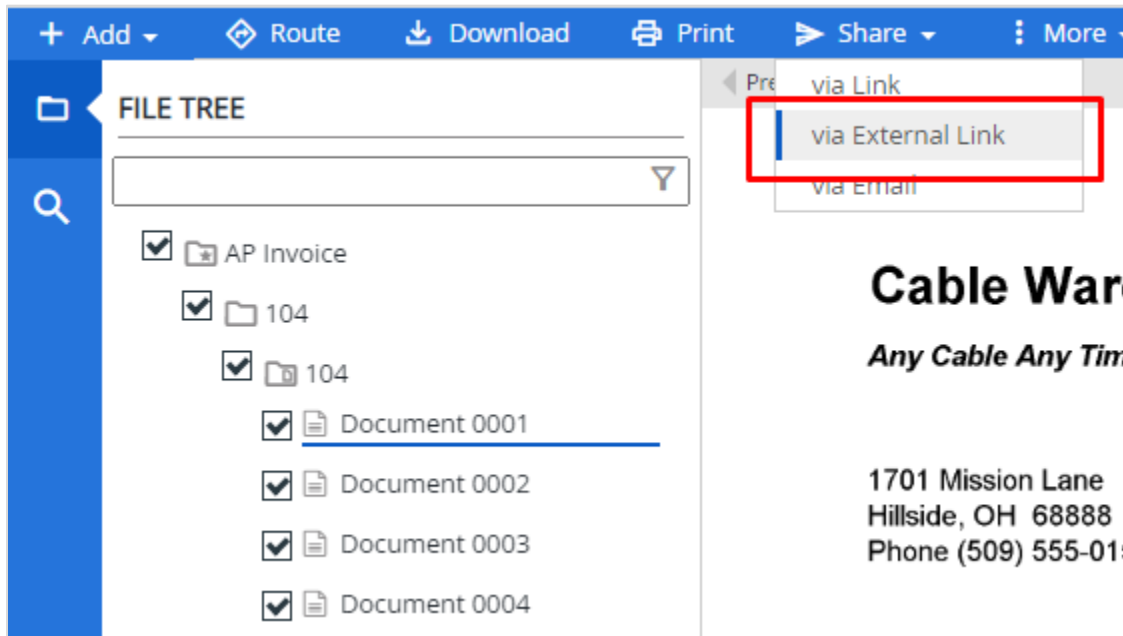 Add Route Download Print Share More
FILE TREE
AP Invoice
104
104
Document 0001
Document 0002
Document 0003
Document 0004
Pre
via Link
via External Link
via Email
Cable War
Any Cable Any Tim
1701 Mission Lane
Hillside, OH 68888
Phone (509) 555-01